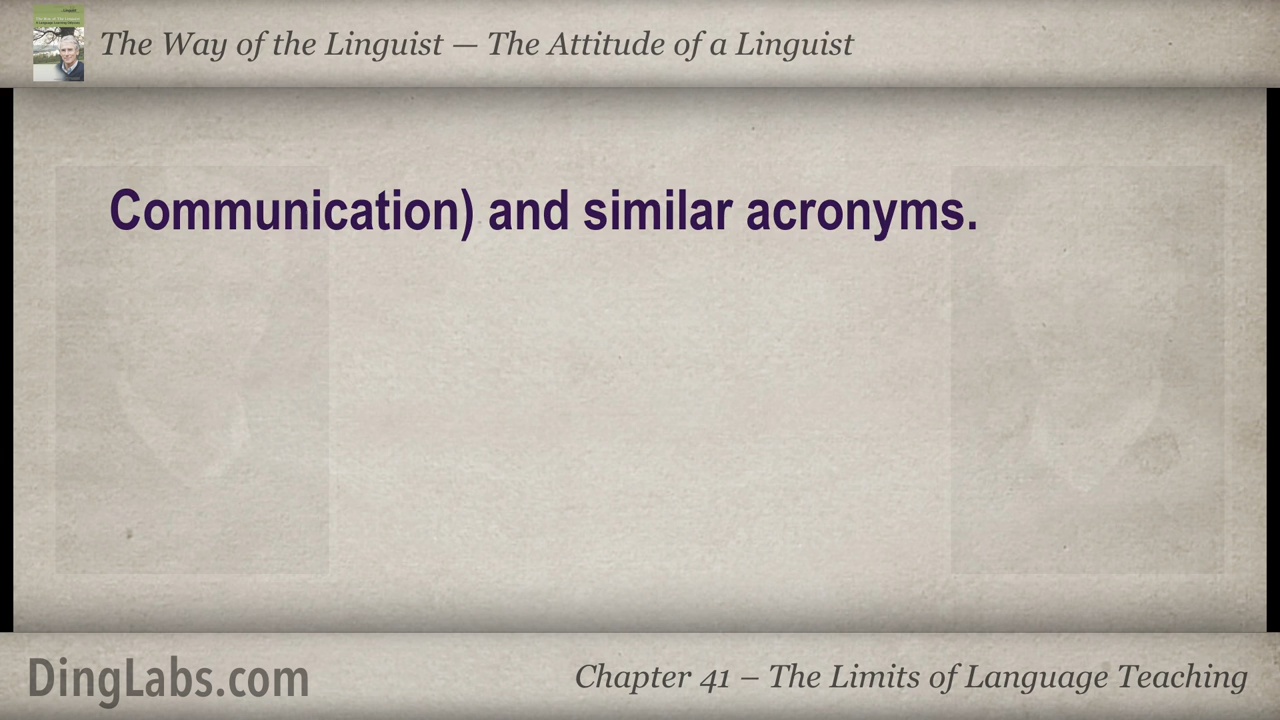 The Way of the Linguist — The Attitude of a Linguist
Communication) and similar acronyms.
DingLabs.com
Chapter 41 – The Limits of Language Teaching